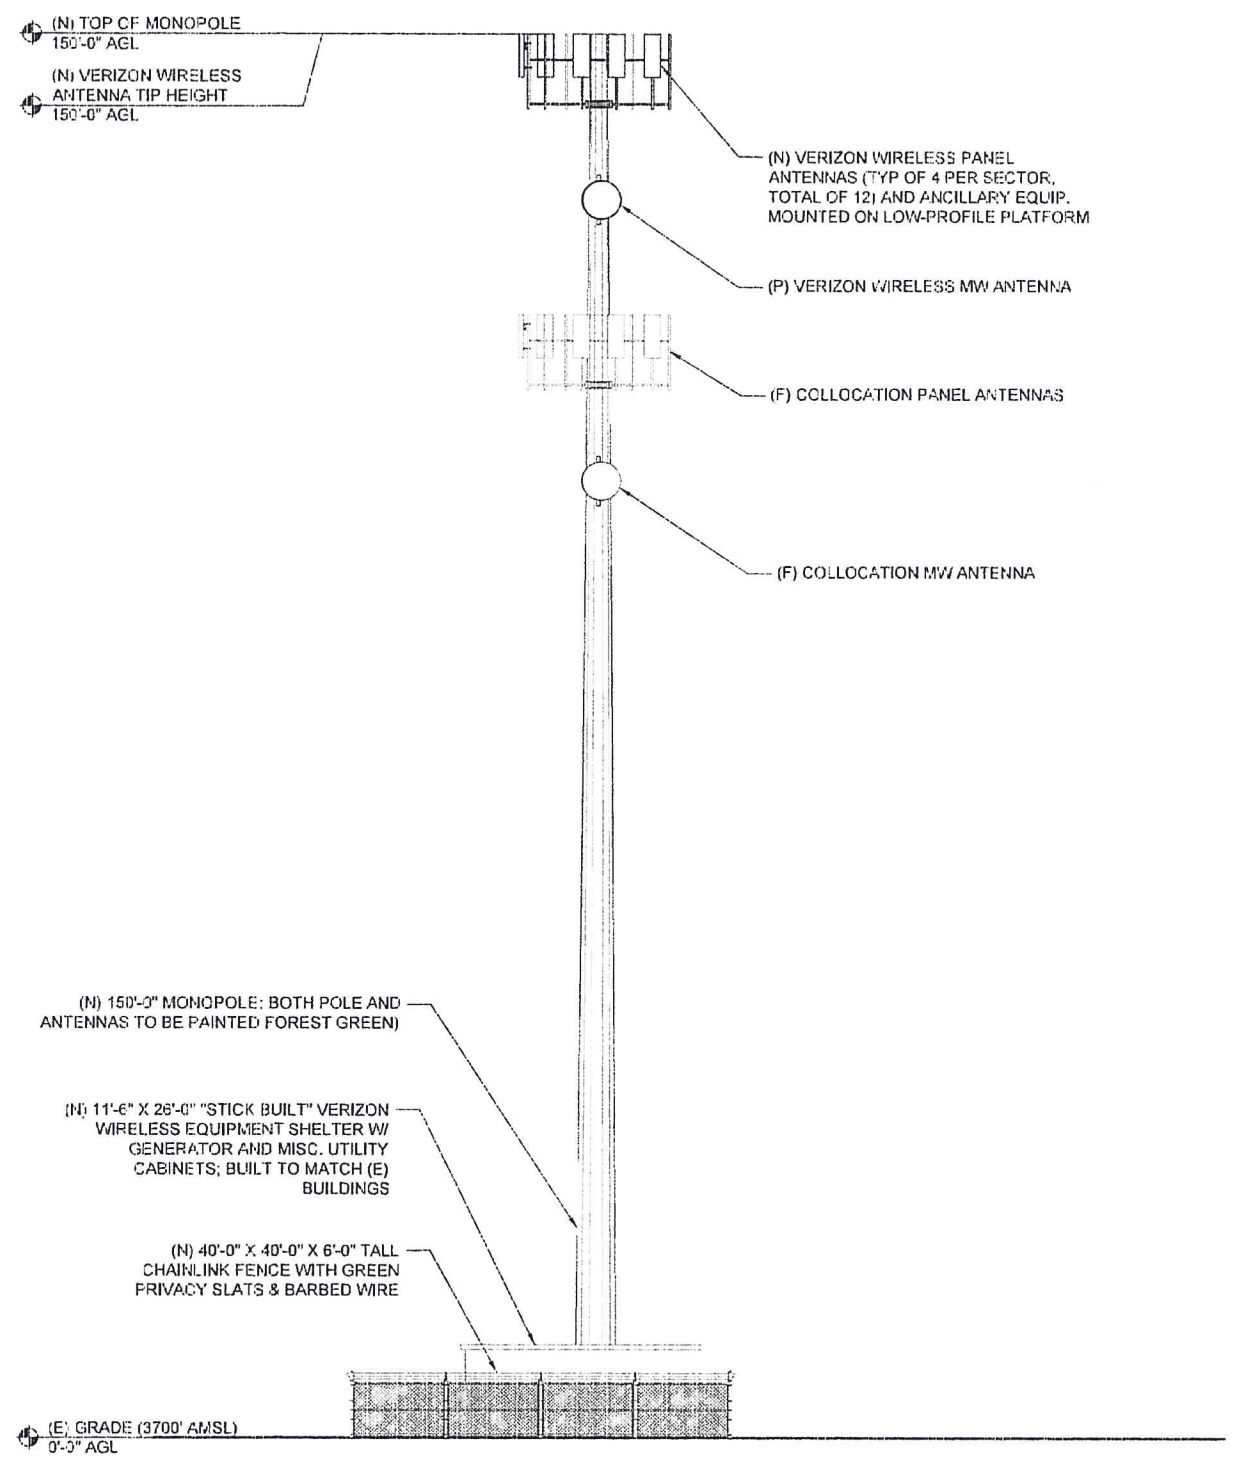 (N) TOP OF MONOPOLE
150'-0" AGL
(N) VERIZON WIRELESS
ANTENNA TIP HEIGHT
150'-0" AGL
(N) VERIZON WIRELESS PANEL
ANTENNAS (TYP OF 4 PER SECTOR,
TOTAL OF 12) AND ANCILLARY EQUIP.
MOUNTED ON LOW-PROFILE PLATFORM
(P) VERIZON WIRELESS MW ANTENNA
(F) COLLOCATION PANEL ANTENNAS
(F) COLLOCATION MW ANTENNA
(N) 150'-0" MONOPOLE; BOTH POLE AND
ANTENNAS TO BE PAINTED FOREST GREEN)
(N) 11'-6" X 26'-0" "STICK BUILT" VERIZON
WIRELESS EQUIPMENT SHELTER W/
GENERATOR AND MISC. UTILITY
CABINETS; BUILT TO MATCH (E)
BUILDINGS
(N) 40'-0" X 40'-0" X 6'-0" TALL
CHAINLINK FENCE WITH GREEN
PRIVACY SLATS & BARBED WIRE
(E) GRADE (3700' AMSL)
0'-0" AGL